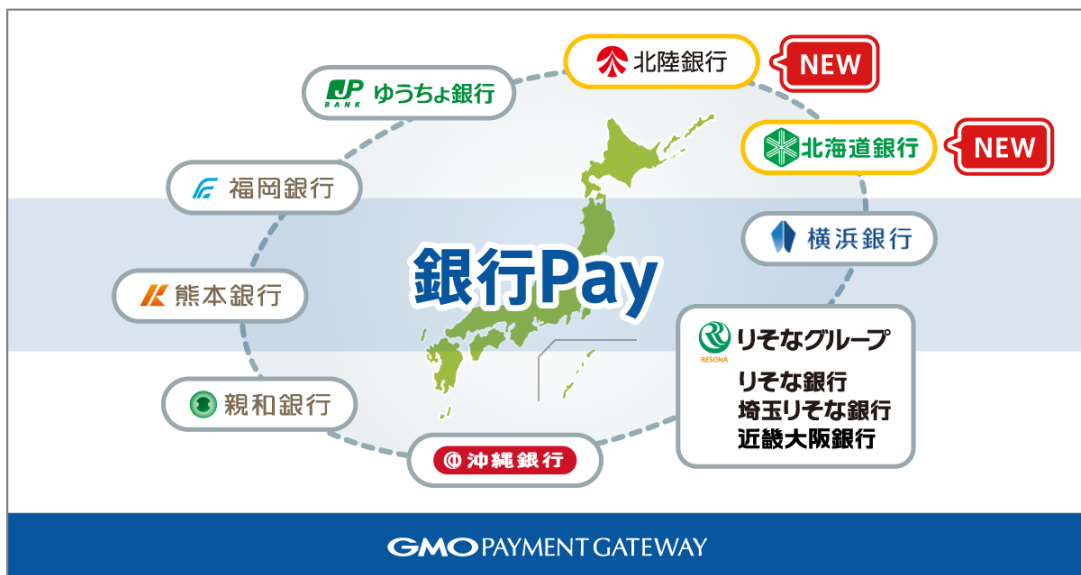 北陸銀行
NEW
JP
BANK
ゆうちょ銀行
北海道銀行
NEW
福岡銀行
横浜銀行
銀行Pay
熊本銀行
RESONA
りそなグループ
りそな銀行
埼玉りそな銀行
近畿大阪銀行
親和銀行
沖縄銀行
GMO PAYMENT GATEWAY